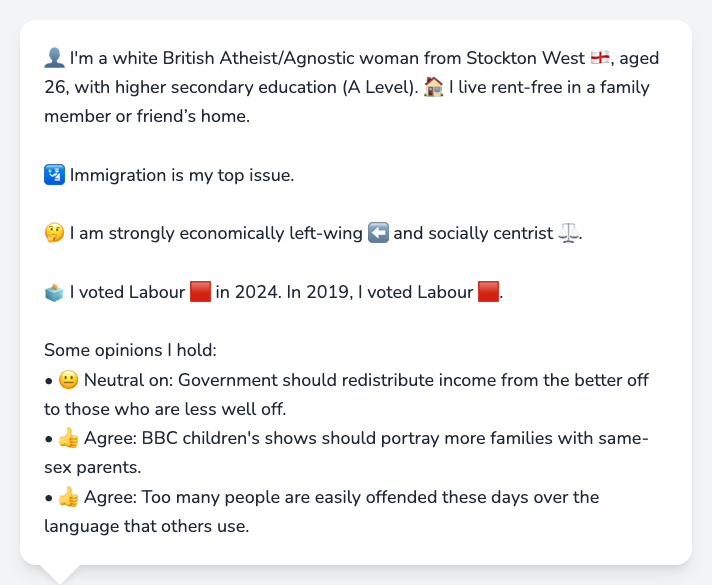 👤 I'm a white British Atheist/Agnostic woman from Stockton West 🏴󠁧󠁢󠁥󠁮󠁧󠁿, aged
26, with higher secondary education (A Level). 🏠 I live rent-free in a family
member or friend’s home.
🛂 Immigration is my top issue.
🤔 I am strongly economically left-wing ⬅️ and socially centrist ⚖️.
🗳️ I voted Labour 🟥 in 2024. In 2019, I voted Labour 🟥.
Some opinions I hold:
• 😐 Neutral on: Government should redistribute income from the better off
to those who are less well off.
• 👍 Agree: BBC children's shows should portray more families with same-
sex parents.
• 👍 Agree: Too many people are easily offended these days over the
language that others use.